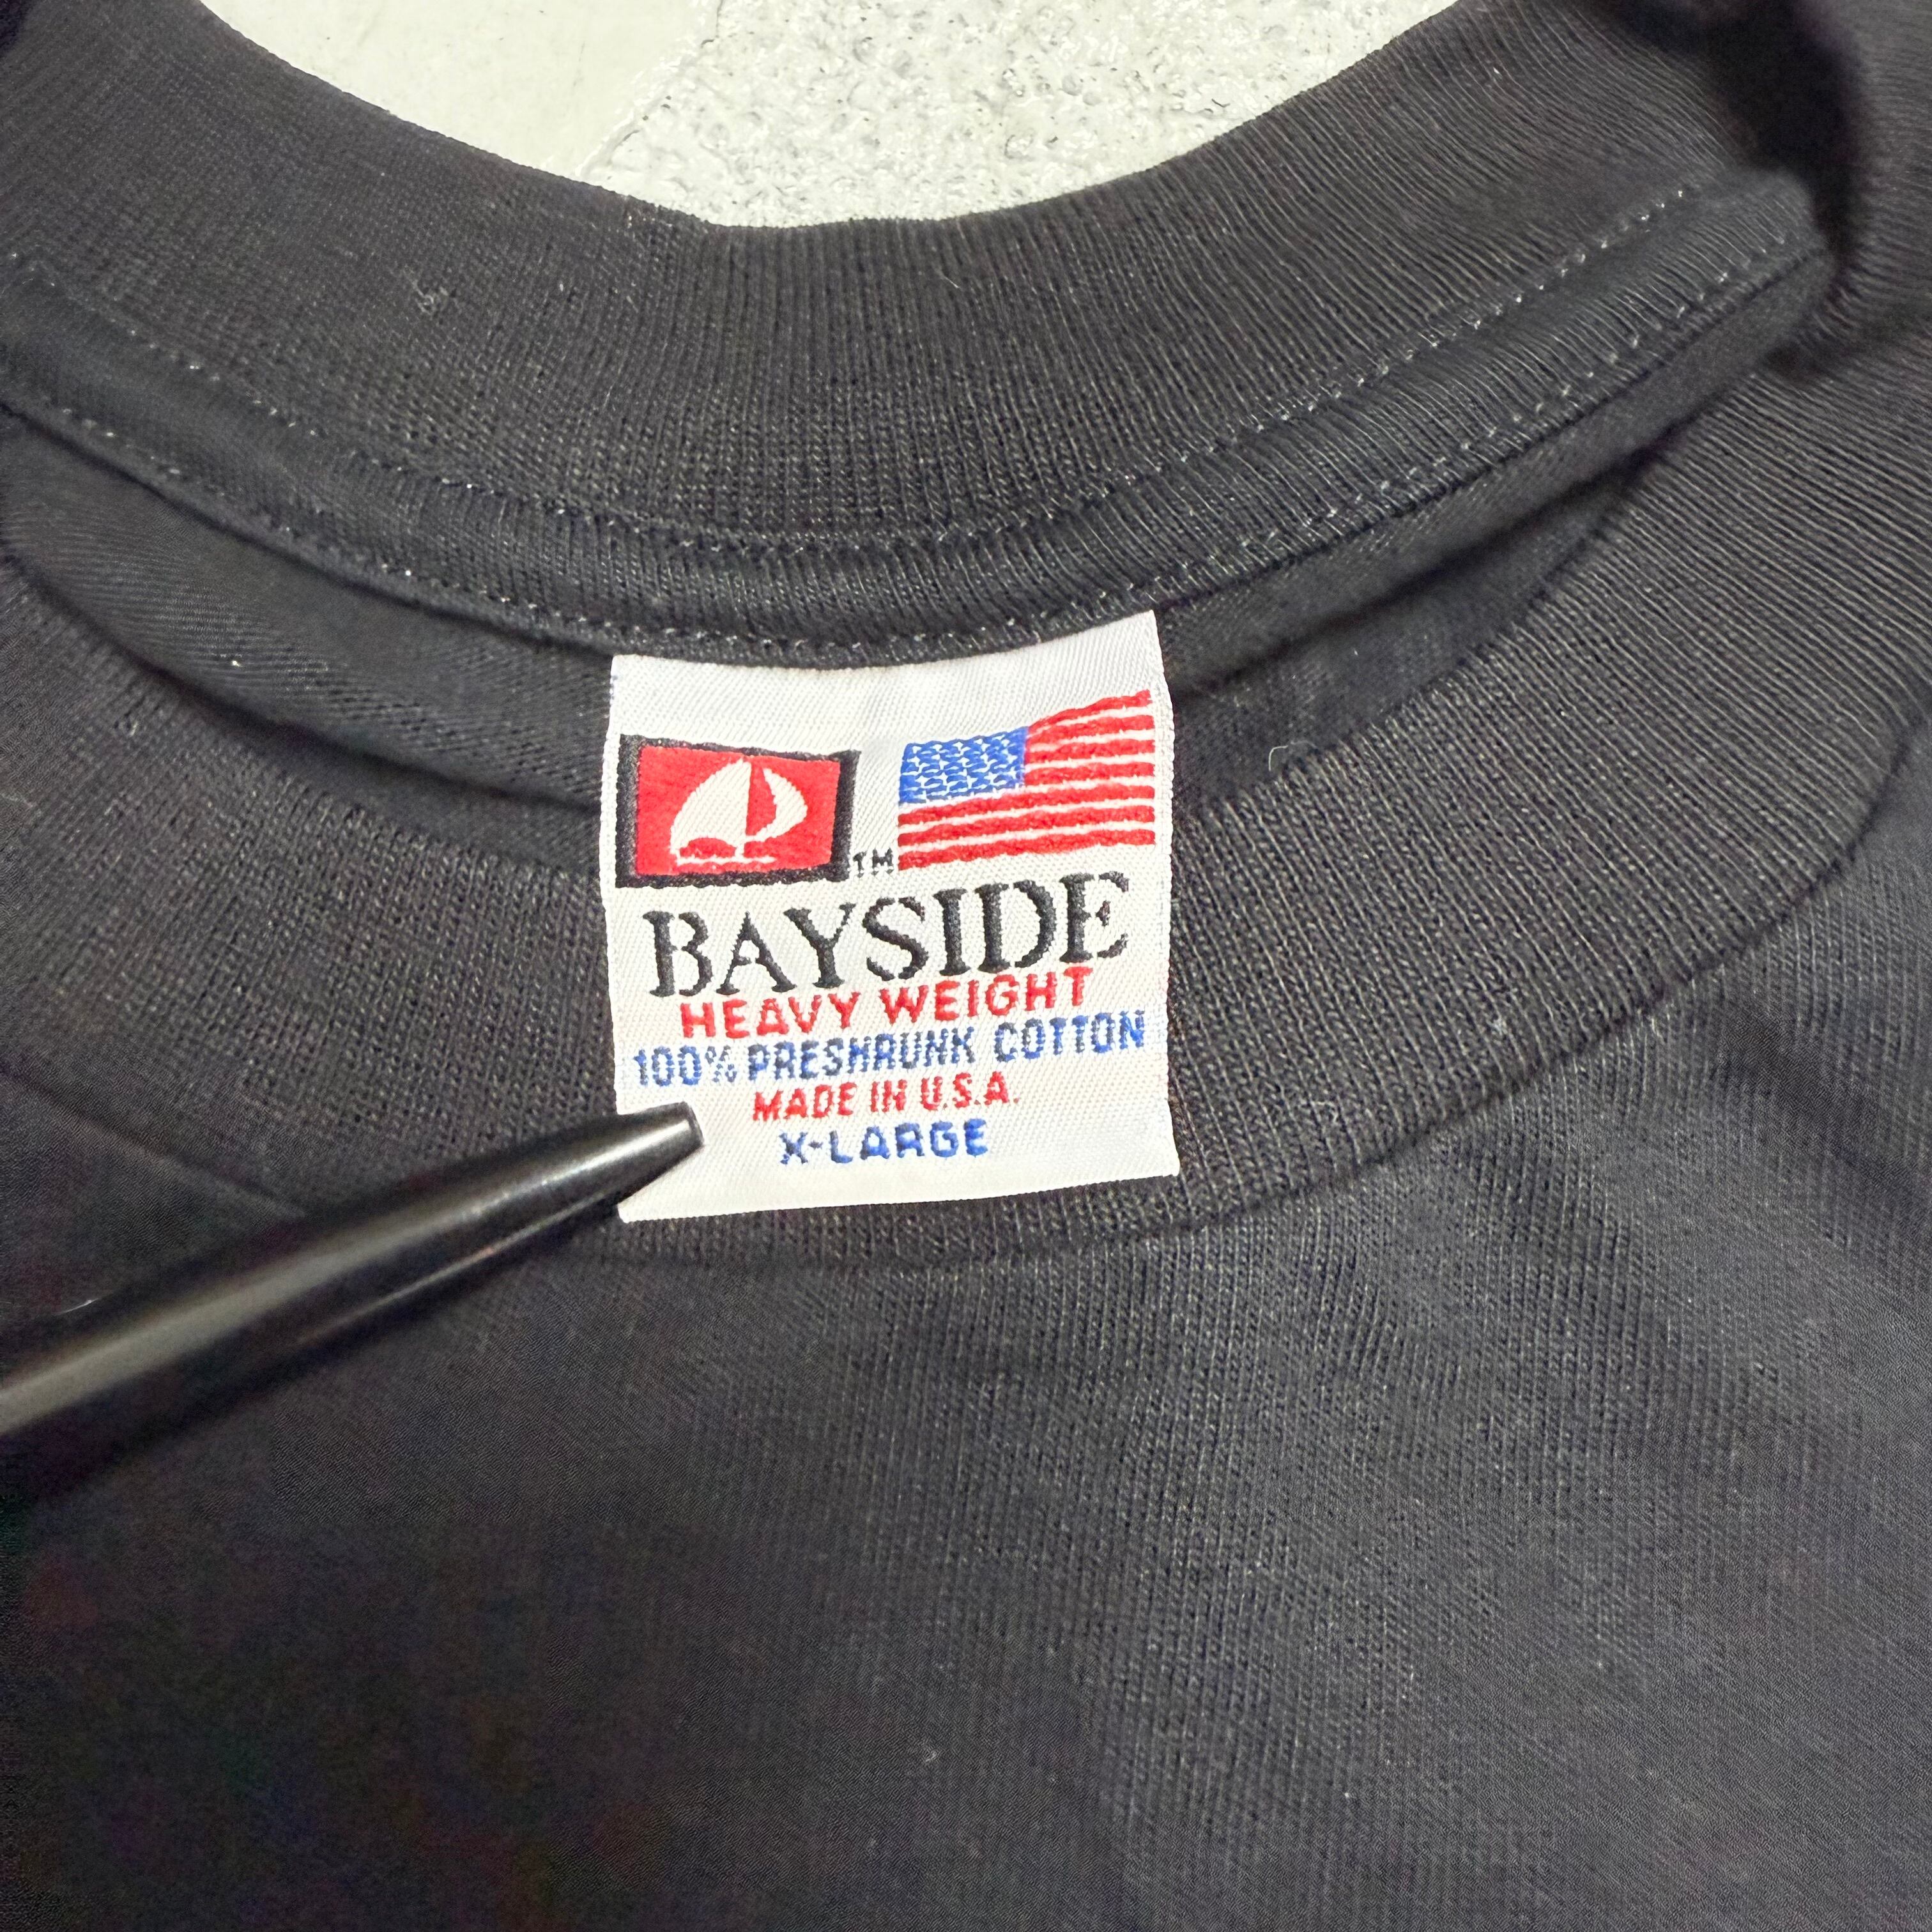 TM
BAYSIDE
HEAVY WEIGHT
100% PRESHRUNK COTTON
MADE IN U.S.A.
X-LARGE